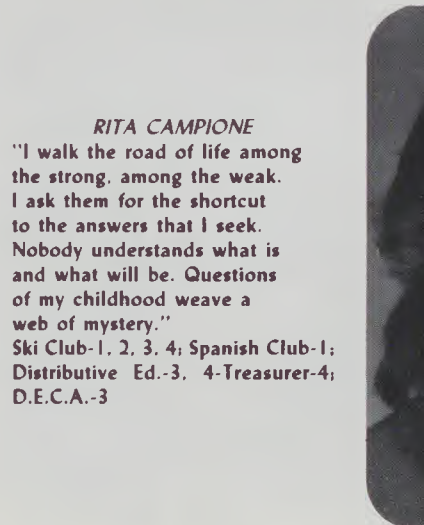 RITA CAMPIONE
"I walk the road of life among
the strong, among the weak.
I ask them for the shortcut
to the answers that I seek.
Nobody understands what is
and what will be. Questions
of my childhood weave a
web of mystery."
Ski Club-1, 2, 3, 4; Spanish Club-1;
Distributive Ed.-3, 4-Treasurer-4;
D.E.C.A.-3